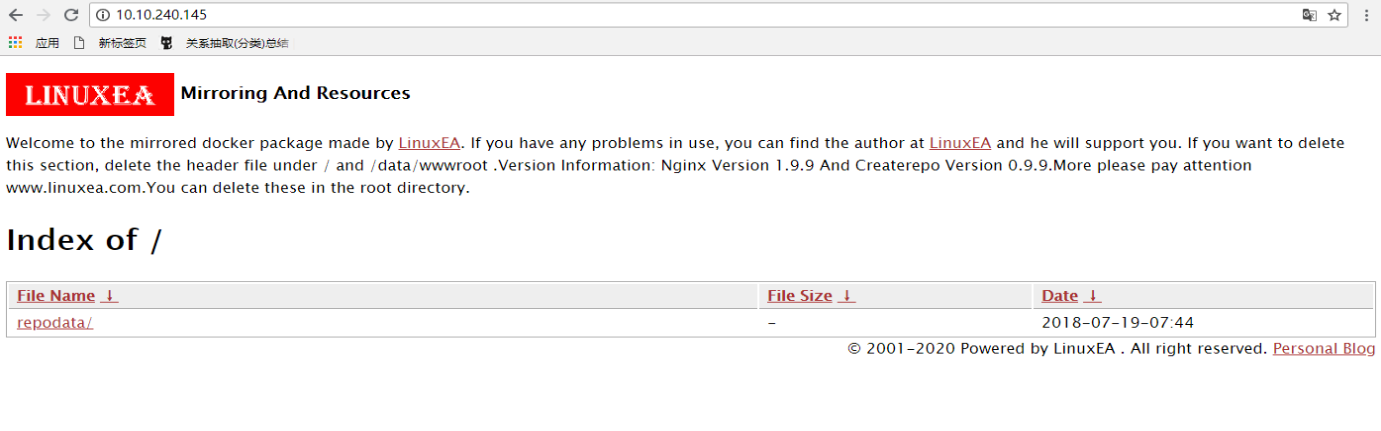 10.10.240.145
应用 新标签页 关系抽取(分类)总结
LINUXEA Mirroring And Resources
Welcome to the mirrored docker package made by LinuxEA. If you have any problems in use, you can find the author at LinuxEA and he will support you. If you want to delete
this section, delete the header file under / and /data/wwwroot .Version Information: Nginx Version 1.9.9 And Createrepo Version 0.9.9.More please pay attention
www.linuxea.com.You can delete these in the root directory.
Index of /
File Name ↓ File Size ↓ Date ↓
repodata/ - 2018-07-19-07:44
© 2001-2020 Powered by LinuxEA . All right reserved. Personal Blog